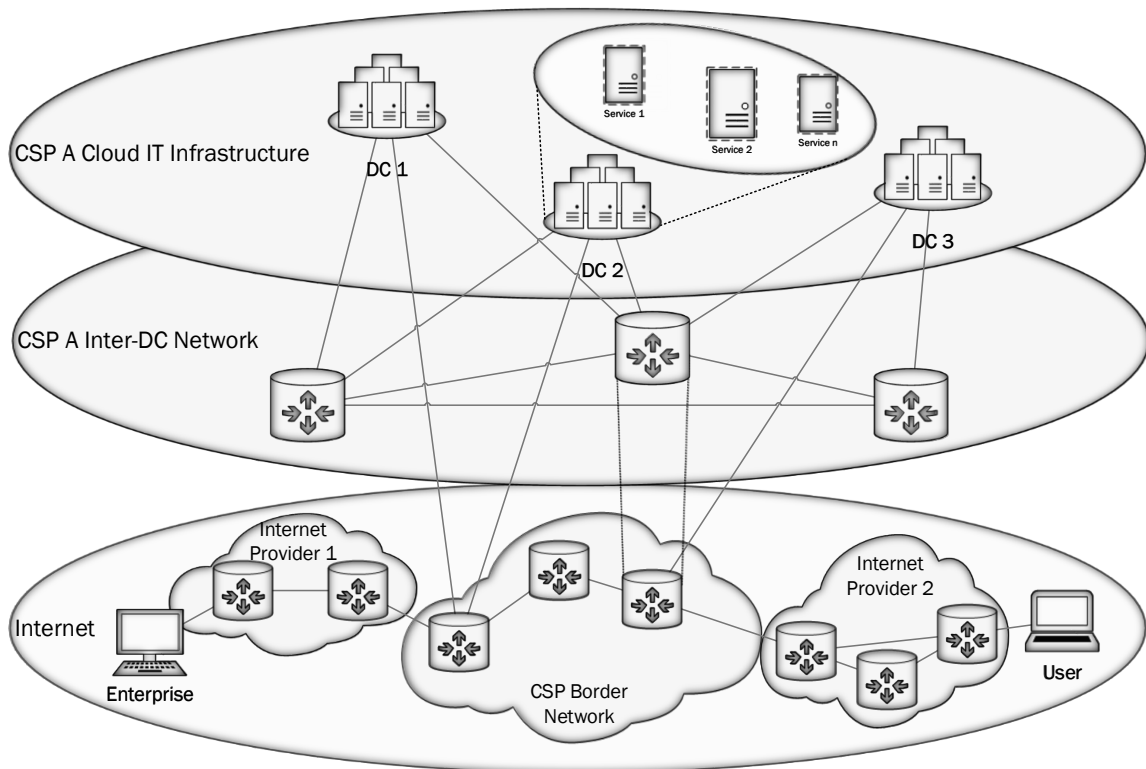 Service 1
Service 2
Service n
CSP A Cloud IT Infrastructure
DC 1
DC 2
DC 3
CSP A Inter-DC Network
Internet
Provider 1
Internet
Provider 2
Internet
Enterprise
CSP Border
Network
User